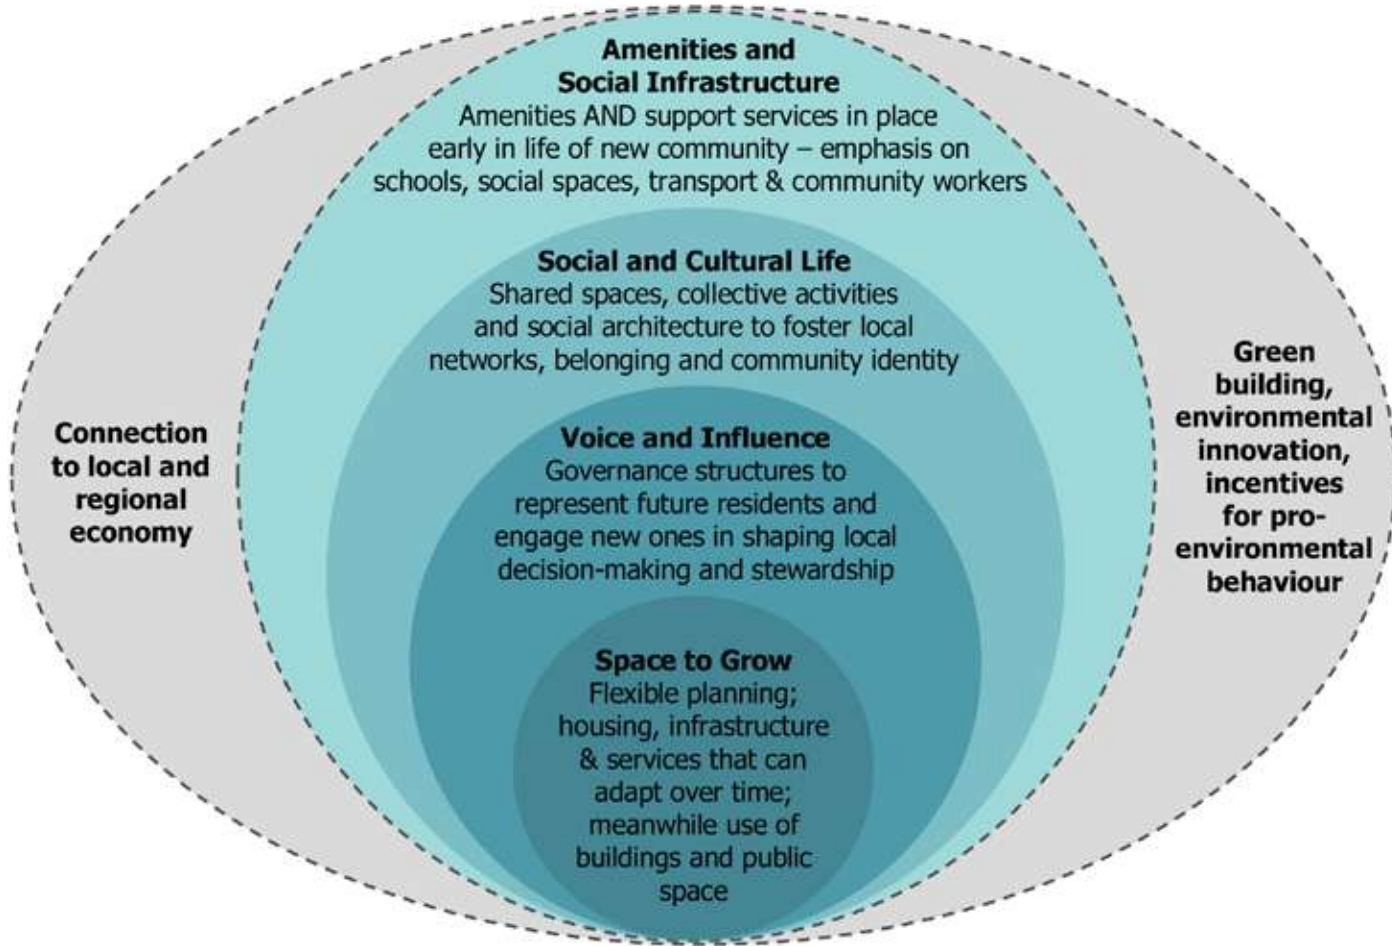 Amenities and
Social Infrastructure
Amenities AND support services in place
early in life of new community – emphasis on
schools, social spaces, transport & community workers
Social and Cultural Life
Shared spaces, collective activities
and social architecture to foster local
networks, belonging and community identity
Voice and Influence
Governance structures to
represent future residents and
engage new ones in shaping local
decision-making and stewardship
Space to Grow
Flexible planning;
housing, infrastructure
& services that can
adapt over time;
meanwhile use of
buildings and public
space
Connection
to local and
regional
economy
Green
building,
environmental
innovation,
incentives
for pro-
environmental
behaviour